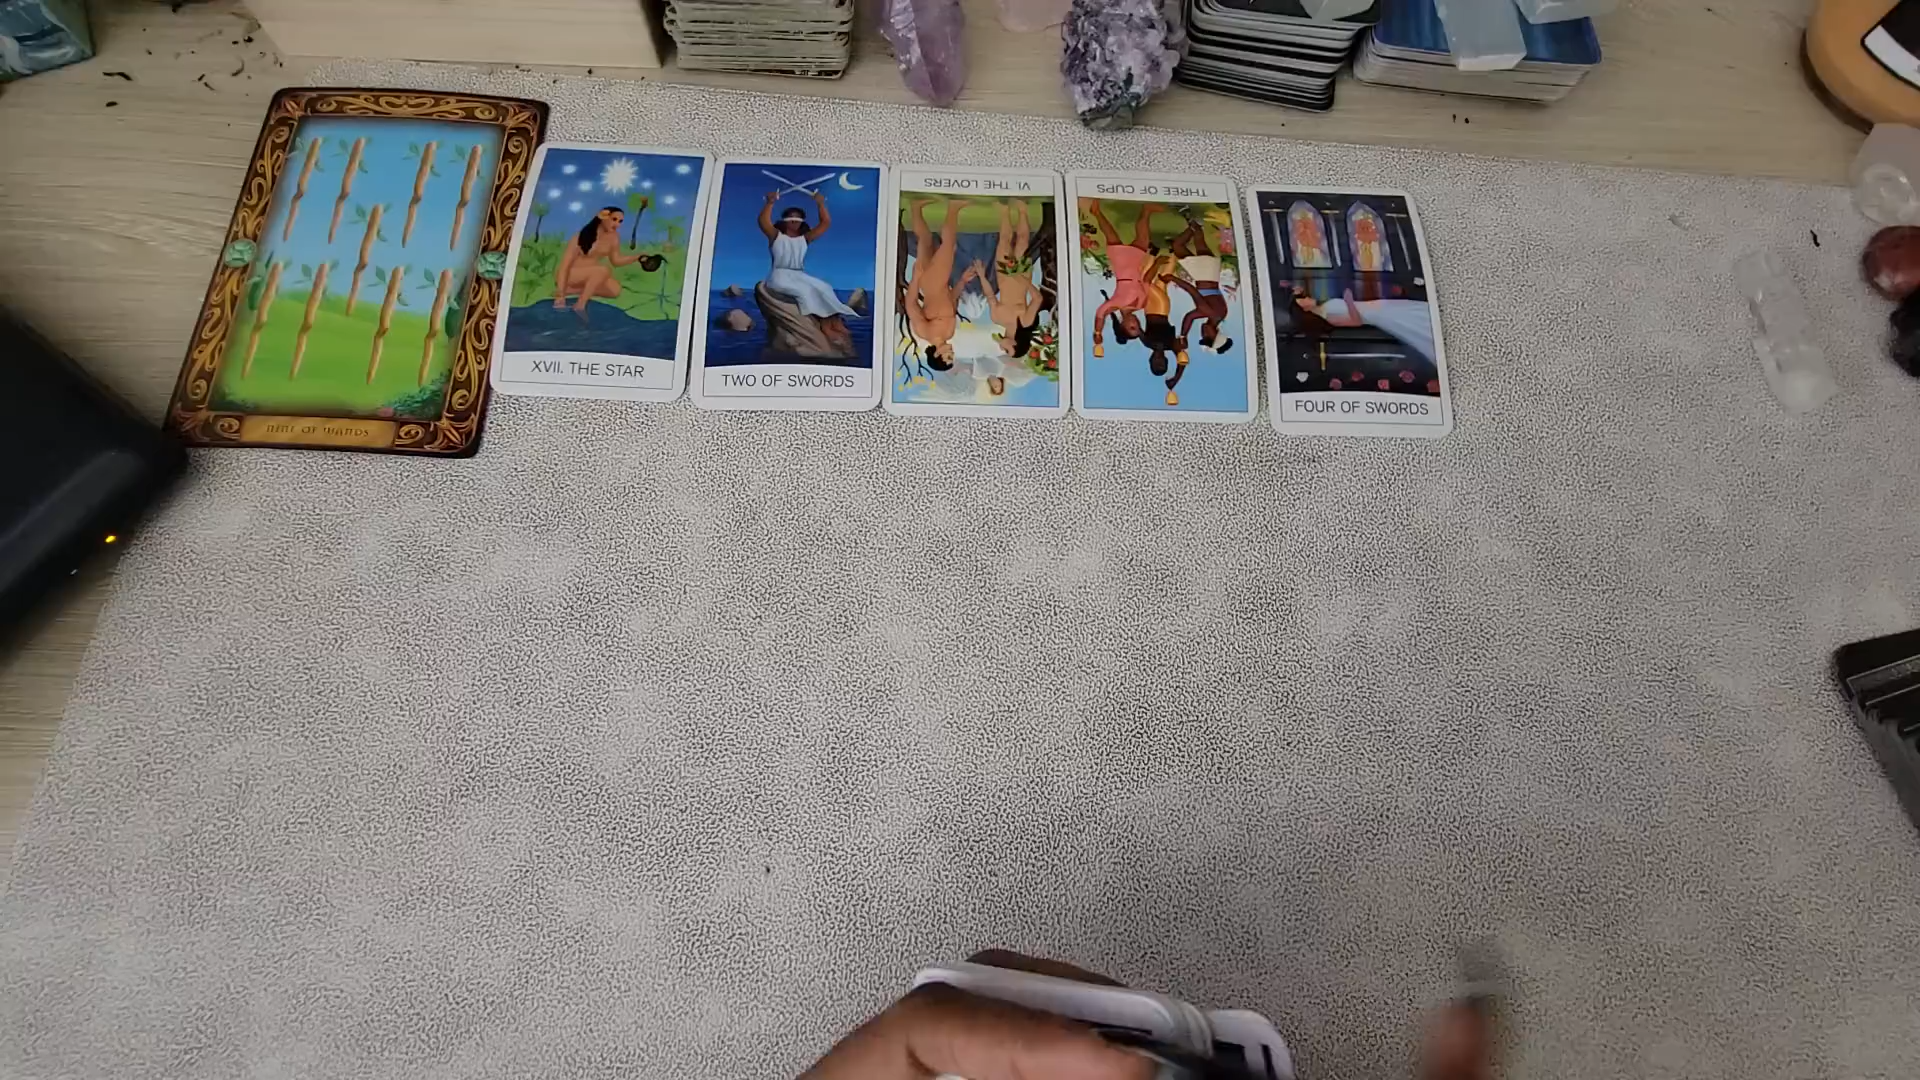 NINE OF WANDS
XVII. THE STAR
TWO OF SWORDS
VI. THE LOVERS
THREE OF CUPS
FOUR OF SWORDS